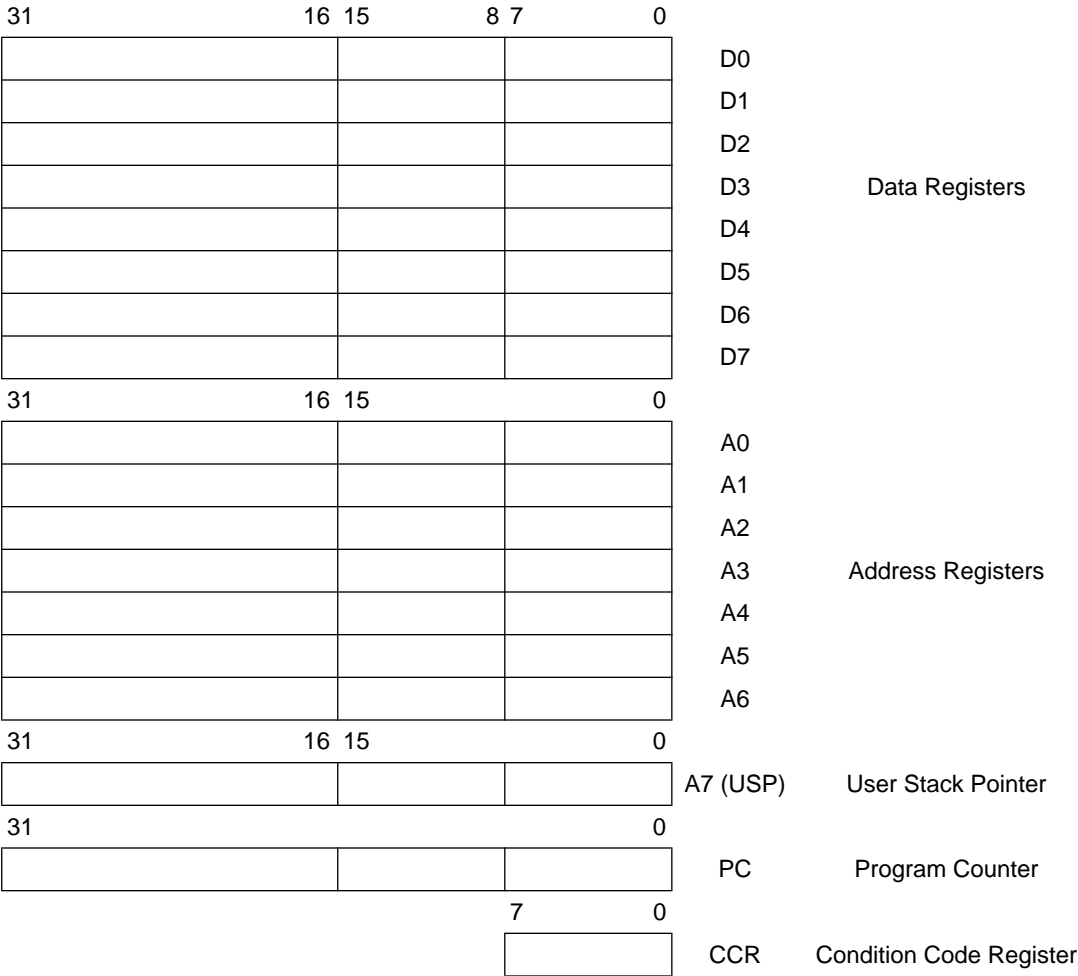 31 16 15 8 7 0
D0
D1
D2
D3 Data Registers
D4
D5
D6
D7
31 16 15 0
A0
A1
A2
A3 Address Registers
A4
A5
A6
31 16 15 0
A7 (USP) User Stack Pointer
31 0
PC Program Counter
7 0
CCR Condition Code Register